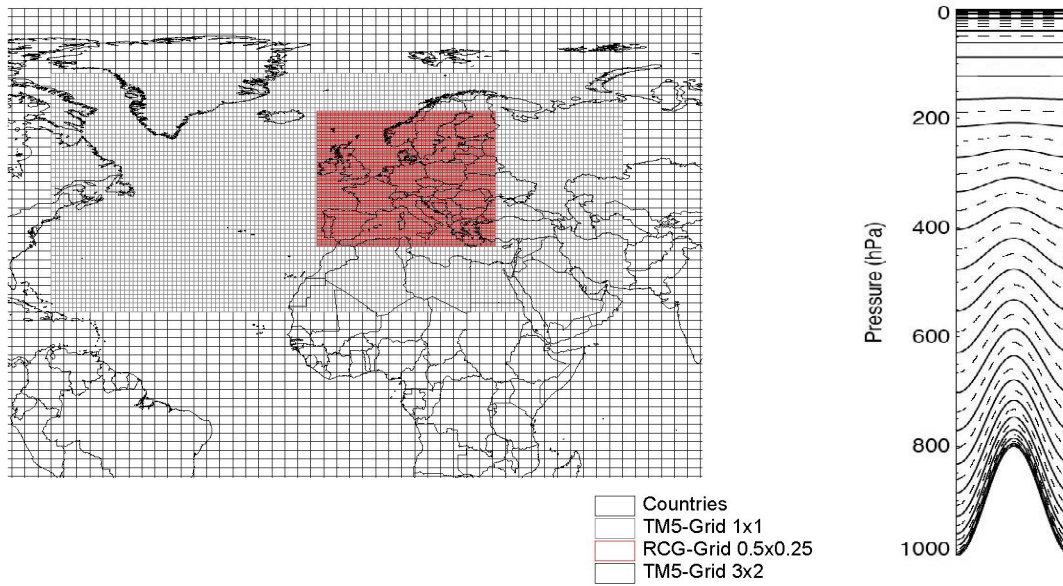 0
200
400
600
800
1000
Pressure (hPa)
Countries
TM5-Grid 1x1
RCG-Grid 0.5x0.25
TM5-Grid 3x2